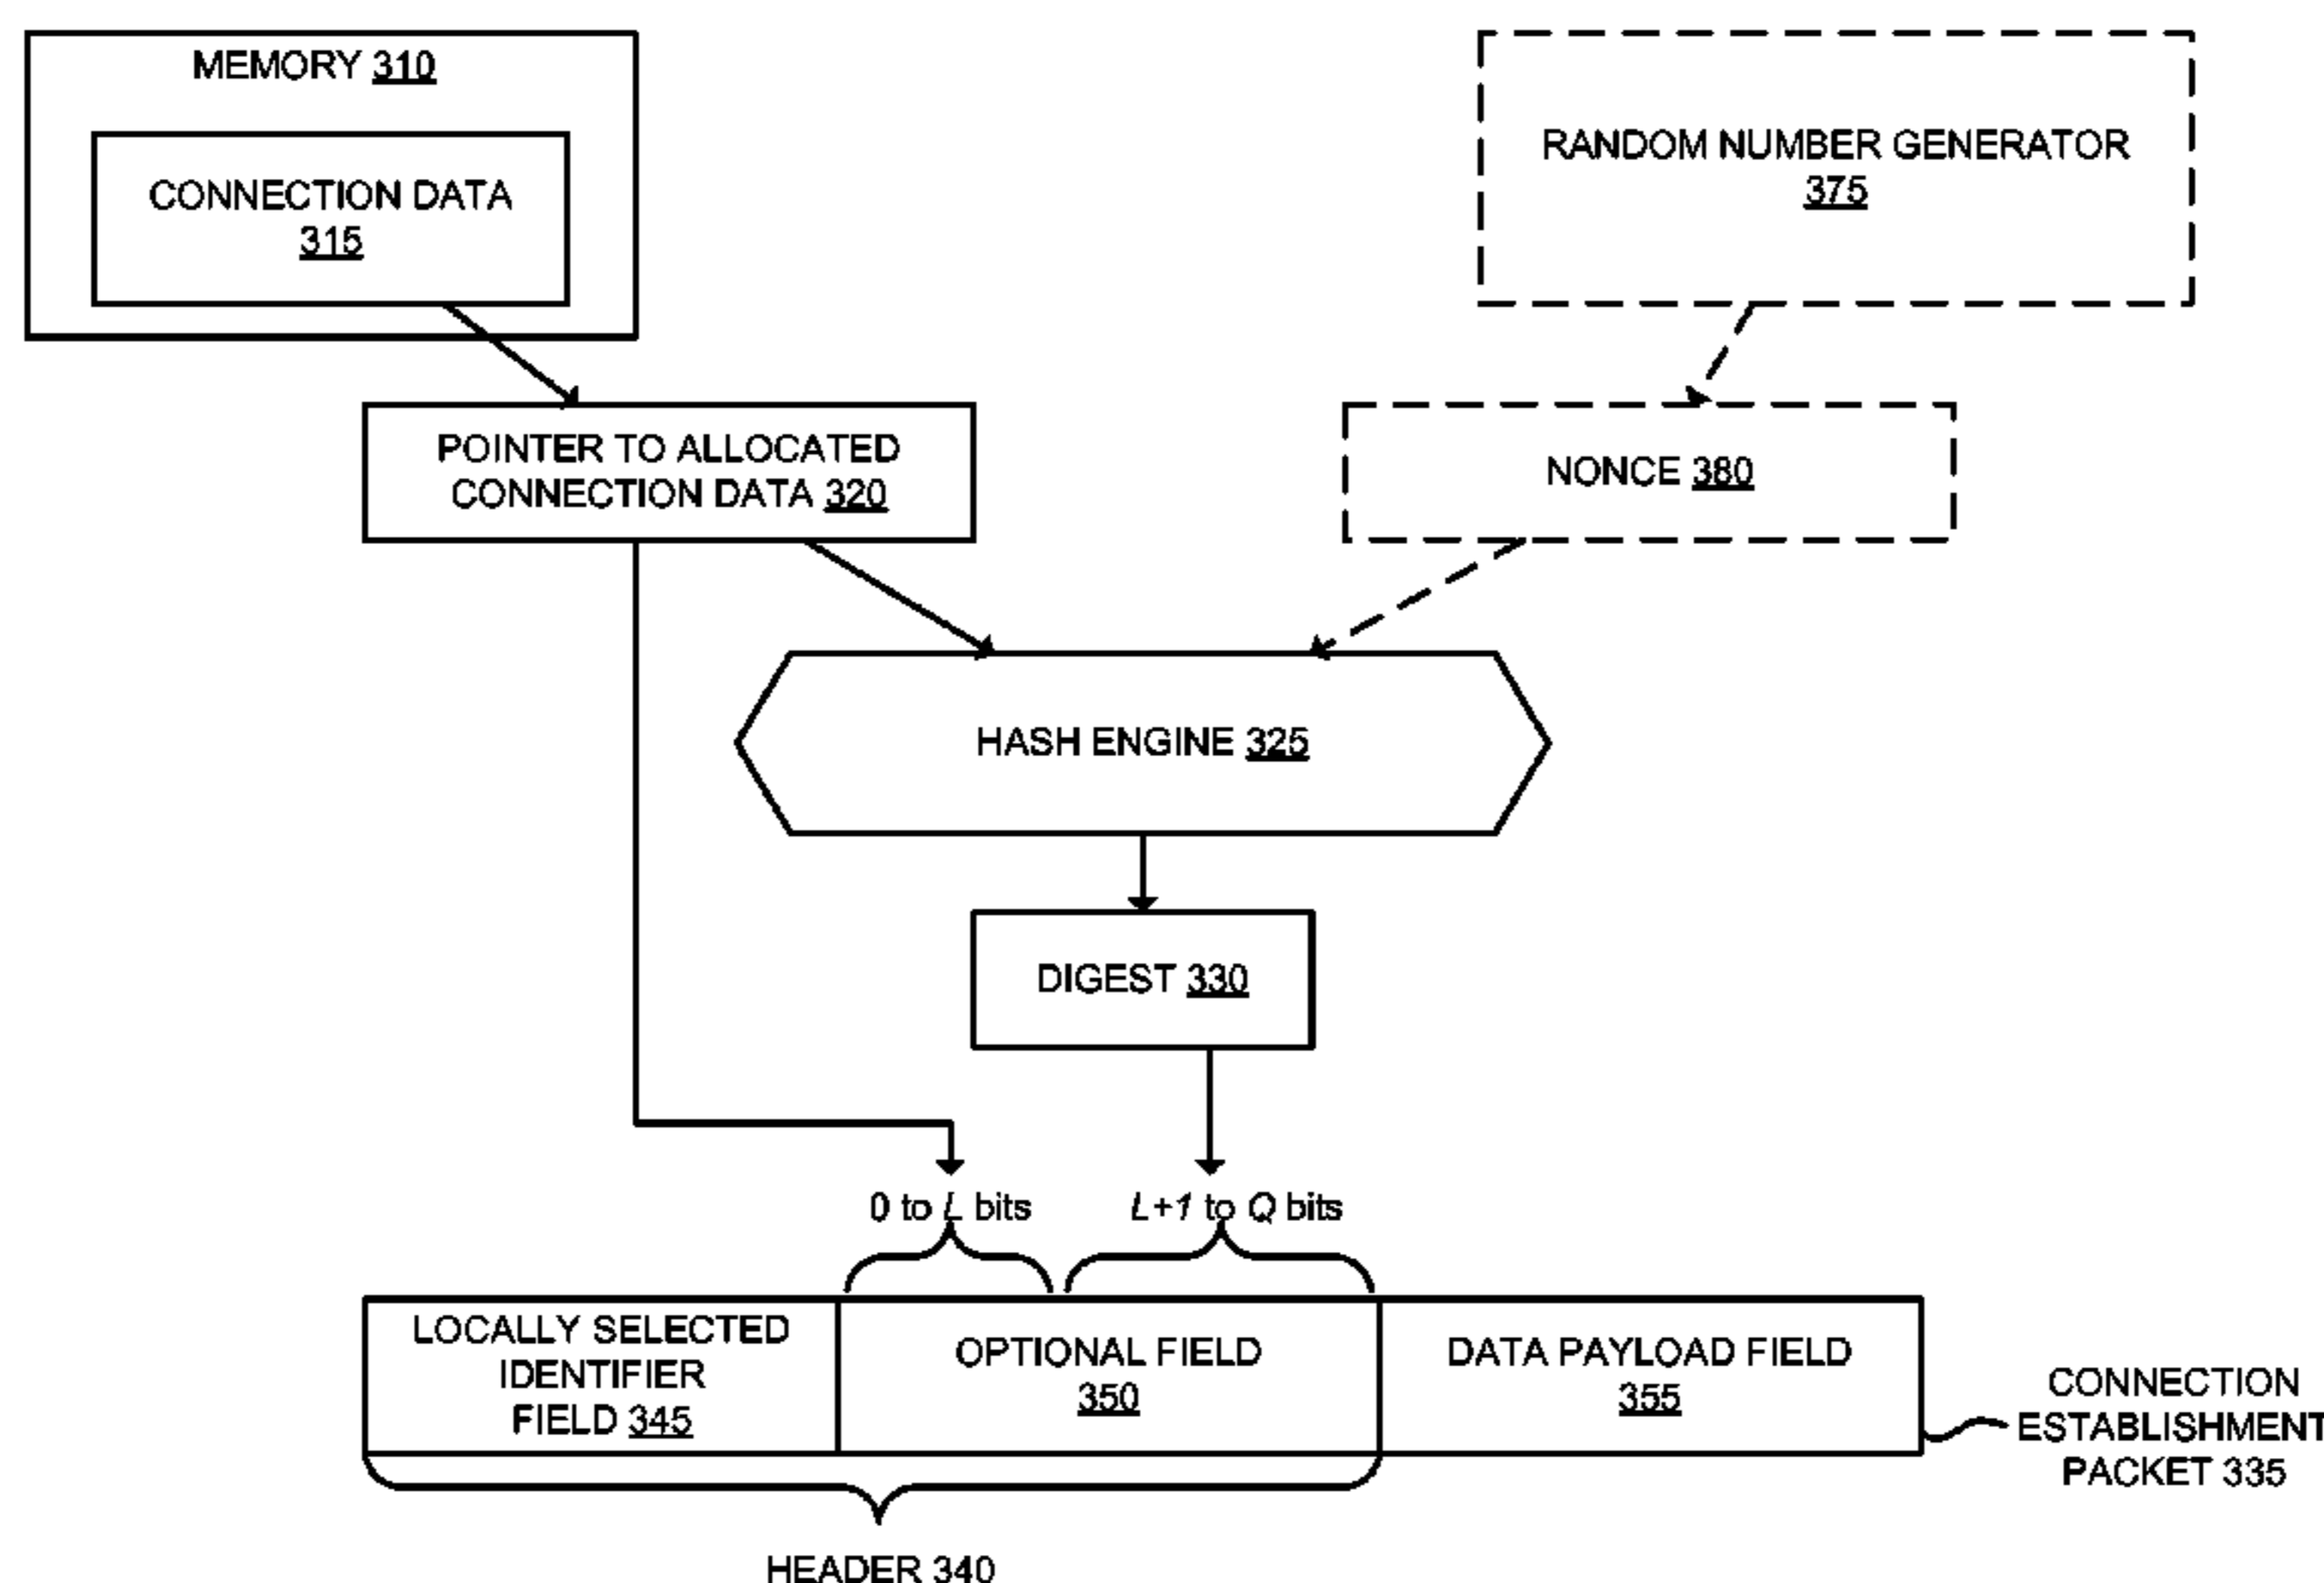 MEMORY 310
CONNECTION DATA
315
RANDOM NUMBER GENERATOR
375
POINTER TO ALLOCATED
CONNECTION DATA 320
NONCE 380
HASH ENGINE 325
DIGEST 330
0 to L bits
L+1 to Q bits
LOCALLY SELECTED
IDENTIFIER
FIELD 345
OPTIONAL FIELD
350
DATA PAYLOAD FIELD
355
CONNECTION
ESTABLISHMENT
PACKET 335
HEADER 340